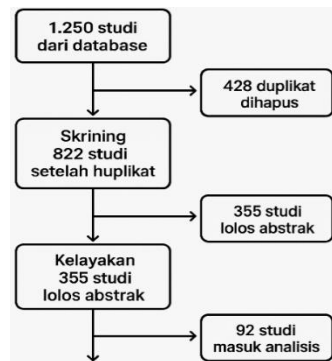 1.250 studi
dari database
428 duplikat
dihapus
Skrining
822 studi
setelah huplikat
355 studi
lolos abstrak
Kelayakan
355 studi
lolos abstrak
92 studi
masuk analisis